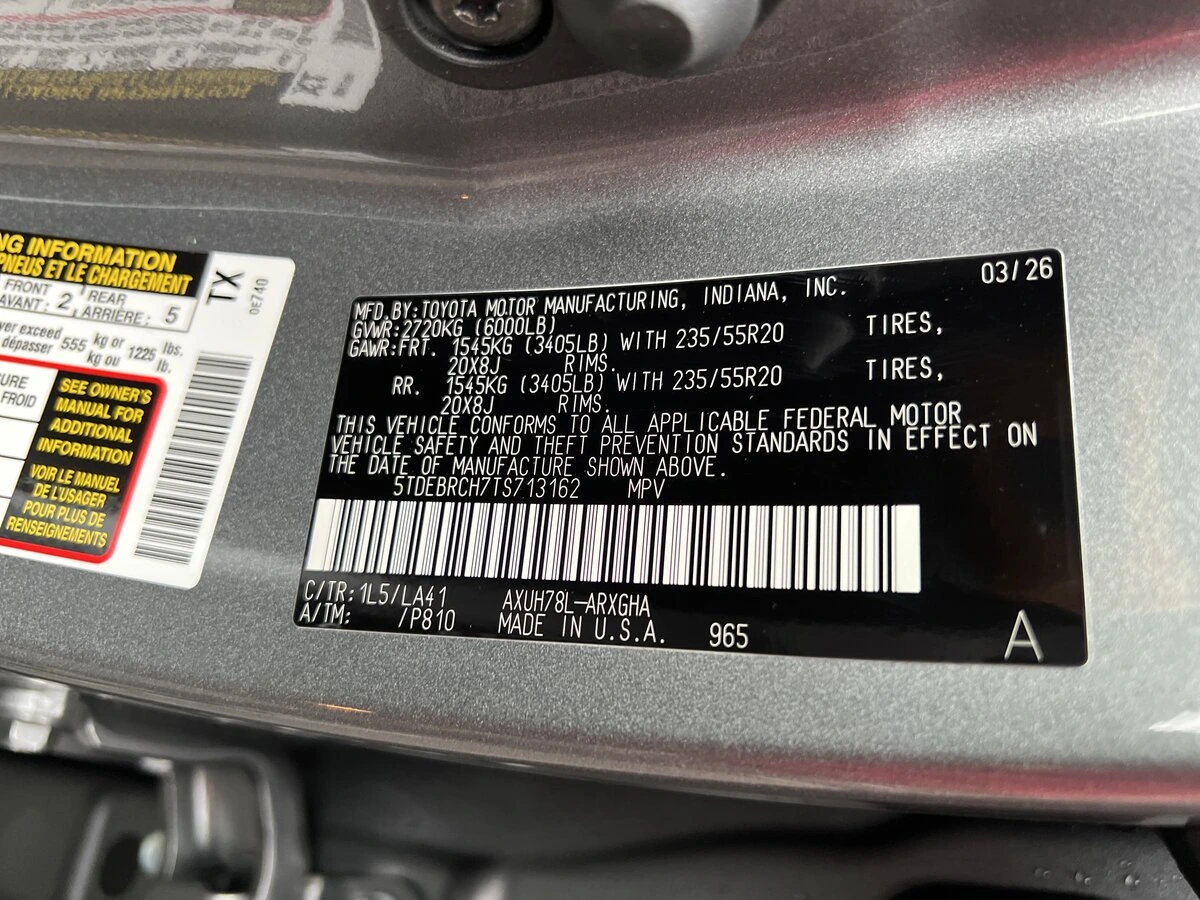 NG INFORMATION
PNEUS ET LE CHARGEMENT
FRONT
AVANT: 2
REAR
ARRIÈRE: 5
TX
0E740
ver exceed 555 kg or 1225 lbs.
dépasser kg ou lb.
SURE
FROID
SEE OWNER'S
MANUAL FOR
ADDITIONAL
INFORMATION
VOIR LE MANUEL
DE L'USAGER
POUR PLUS DE
RENSEIGNEMENTS
03/26
MFD.BY:TOYOTA MOTOR MANUFACTURING, INDIANA, INC.
GVWR:2720KG (6000LB)
GAWR:FRT. 1545KG (3405LB) WITH 235/55R20 TIRES,
20X8J RIMS.
RR. 1545KG (3405LB) WITH 235/55R20 TIRES,
20X8J RIMS.
THIS VEHICLE CONFORMS TO ALL APPLICABLE FEDERAL MOTOR
VEHICLE SAFETY AND THEFT PREVENTION STANDARDS IN EFFECT ON
THE DATE OF MANUFACTURE SHOWN ABOVE.
5TDEBRCH7TS713162 MPV
C/TR:1L5/LA41 AXUH78L-ARXGHA
A/TM: /P810 MADE IN U.S.A. 965
A